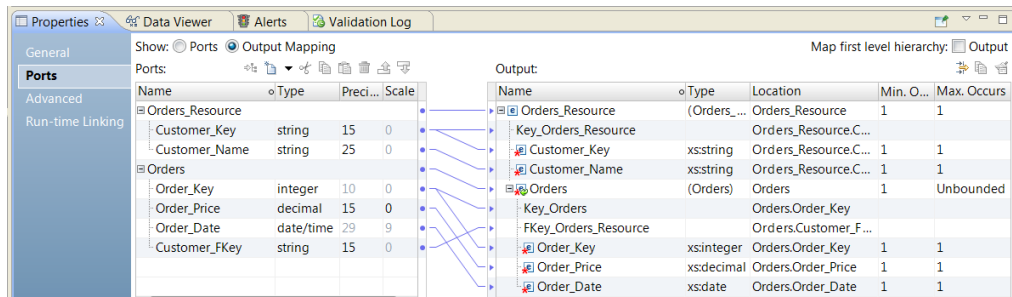 Properties Data Viewer Alerts Validation Log
General
Ports
Advanced
Run-time Linking
Show: Ports Output Mapping Map first level hierarchy: Output
Ports: Output:
Name Type Preci... Scale
Orders_Resource
Customer_Key string 15 0
Customer_Name string 25 0
Orders
Order_Key integer 10 0
Order_Price decimal 15 0
Order_Date date/time 29 9
Customer_FKey string 15 0
Name Type Location Min. O... Max. Occurs
Orders_Resource (Orders_... Orders_Resource 1 1
Key_Orders_Resource Orders_Resource.C...
Customer_Key xs:string Orders_Resource.C... 1 1
Customer_Name xs:string Orders_Resource.C... 1 1
Orders (Orders) Orders 1 Unbounded
Key_Orders Orders.Order_Key
FKey_Orders_Resource Orders.Customer_F...
Order_Key xs:integer Orders.Order_Key 1 1
Order_Price xs:decimal Orders.Order_Price 1 1
Order_Date xs:date Orders.Order_Date 1 1